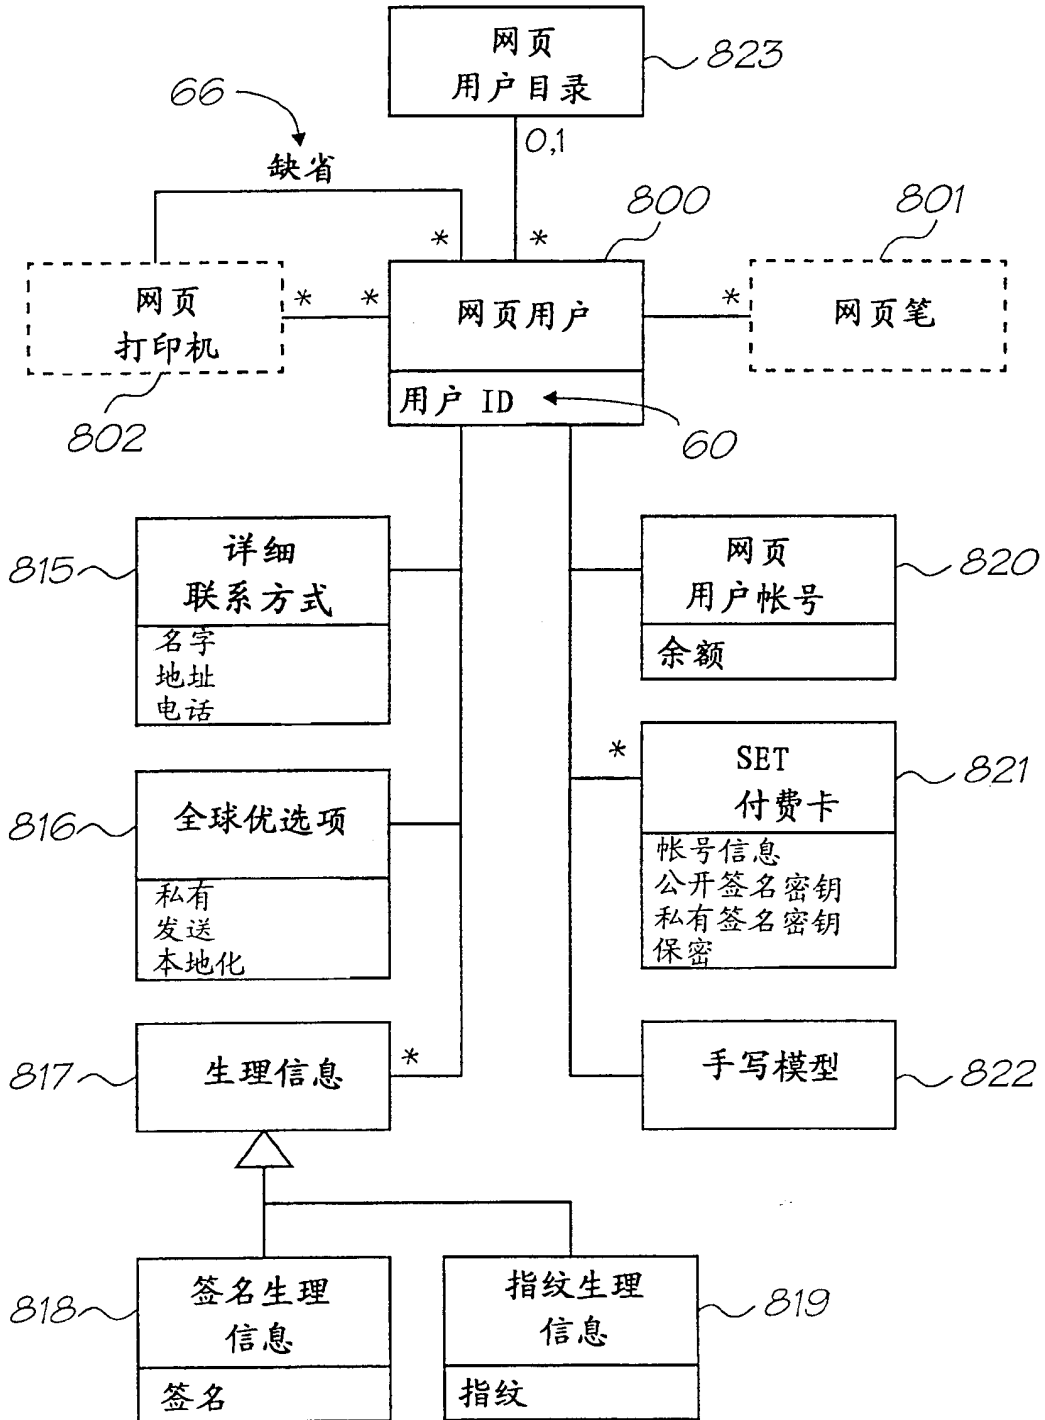 网页
用户目录
823
66
0,1
缺省
800
801
*
*
网页
打印机
*
*
网页用户
*
网页笔
802
用户 ID
60
详细
联系方式
815
名字
地址
电话
网页
用户帐号
820
余额
全球优选项
816
私有
发送
本地化
*
SET
付费卡
821
帐号信息
公开签名密钥
私有签名密钥
保密
生理信息
*
817
手写模型
822
签名生理
信息
818
签名
指纹生理
信息
819
指纹